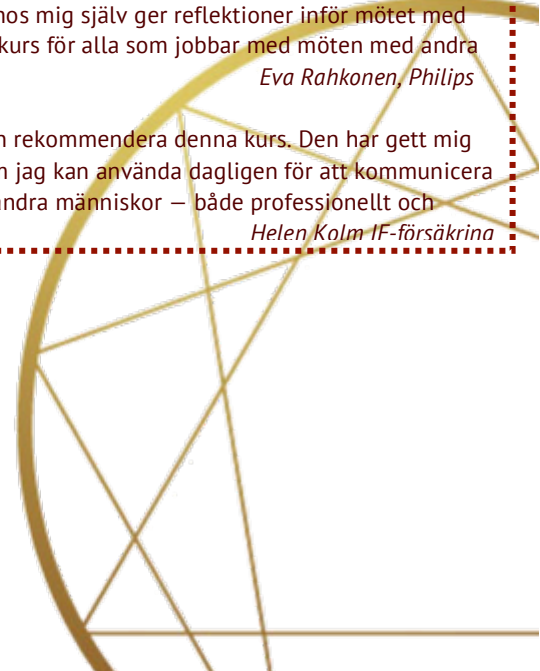 hos mig själv ger reflektioner inför mötet med
kurs för alla som jobbar med möten med andra
Eva Rahkonen, Philips
rekommendera denna kurs. Den har gett mig
jag kan använda dagligen för att kommunicera
andra människor — både professionellt och
Helen Kolm IF-försäkring